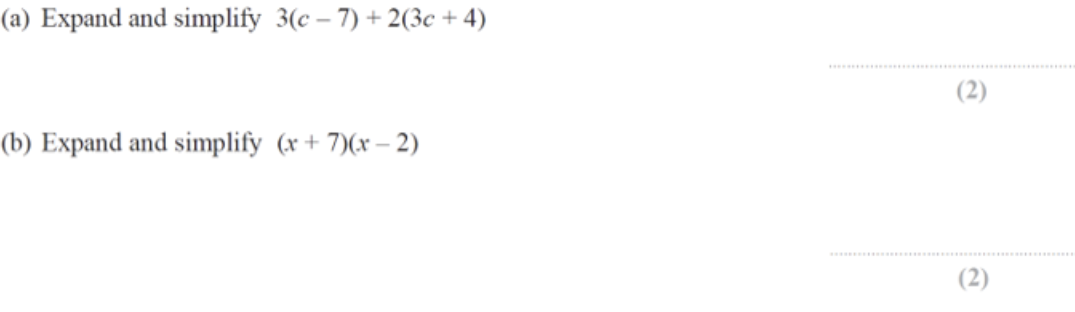 (a) Expand and simplify 3(c – 7) + 2(3c + 4)
(2)
(b) Expand and simplify (x + 7)(x – 2)
(2)